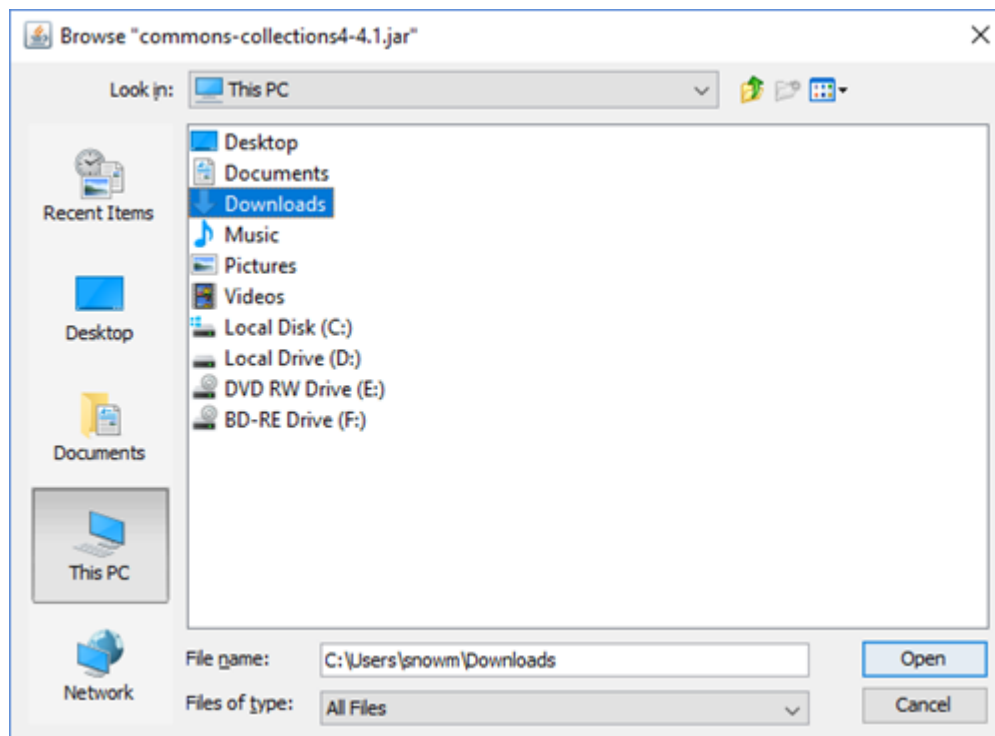 Browse "commons-collections4-4.1.jar"
Look in: This PC
Recent Items
Desktop
Documents
This PC
Network
Desktop
Documents
Downloads
Music
Pictures
Videos
Local Disk (C:)
Local Drive (D:)
DVD RW Drive (E:)
BD-RE Drive (F:)
File name: C:\Users\snowm\Downloads Open
Files of type: All Files Cancel